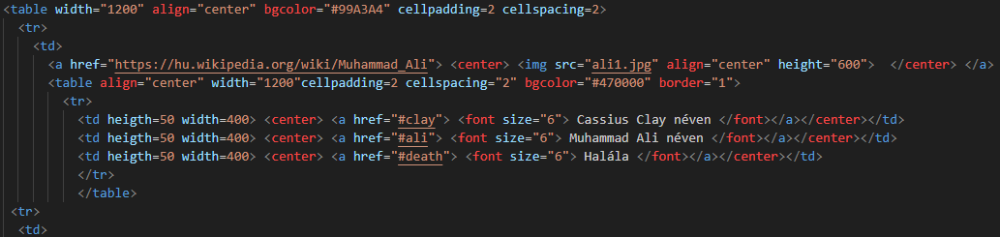 <table width="1200" align="center" bgcolor="#99A3A4" cellpadding=2 cellspacing=2>
<tr>
<td>
<a href="https://hu.wikipedia.org/wiki/Muhammad_Ali"> <center> <img src="ali1.jpg" align="center" height="600">  </center> </a>
<table align="center" width="1200"cellpadding=2 cellspacing="2" bgcolor="#470000" border="1">
<tr>
<td heigth=50 width=400> <center> <a href="#clay"> <font size="6"> Cassius Clay néven </font></a></center></td>
<td heigth=50 width=400> <center> <a href="#ali"> <font size="6"> Muhammad Ali néven </font></a></center></td>
<td heigth=50 width=400> <center> <a href="#death"> <font size="6"> Halála </font></a></center></td>
</tr>
</table>
<tr>
<td>